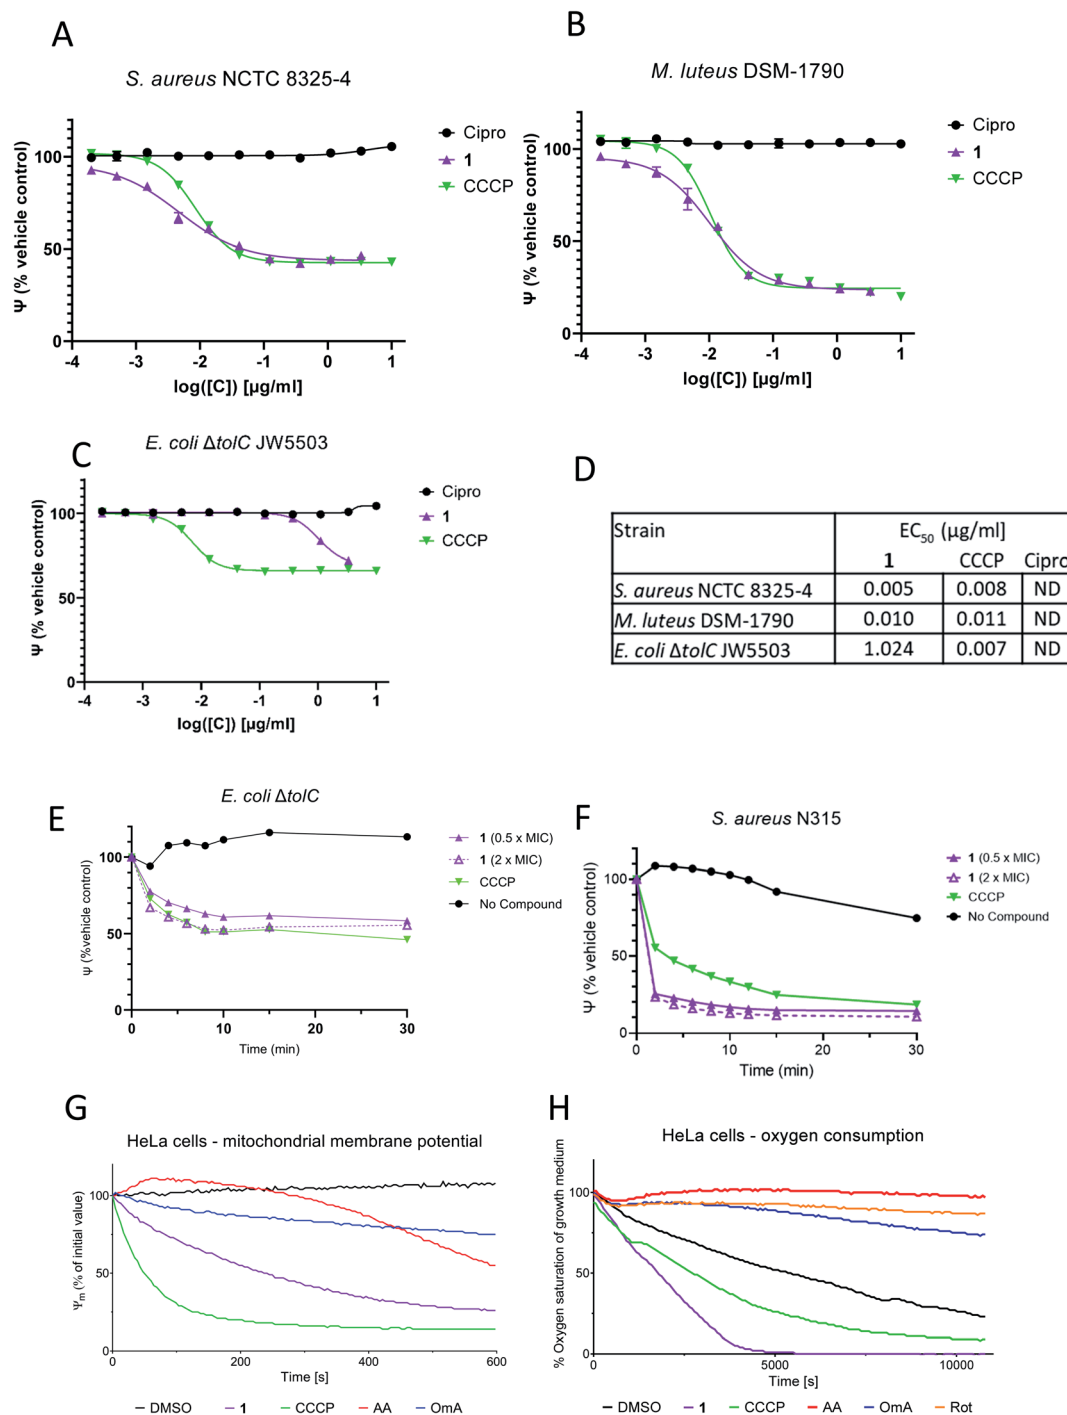 A
S. aureus NCTC 8325-4
Ψ (% vehicle control)
100
50
0
-4 -3 -2 -1 0 1
log([C]) [µg/ml]
Cipro
1
CCCP
B
M. luteus DSM-1790
Ψ (% vehicle control)
100
50
0
-4 -3 -2 -1 0 1
log([C]) [µg/ml]
Cipro
1
CCCP
C
E. coli ΔtolC JW5503
Ψ (% vehicle control)
100
50
0
-4 -3 -2 -1 0 1
log([C]) [µg/ml]
Cipro
1
CCCP
D
Strain EC50 (µg/ml]
1 CCCP Cipro
S. aureus NCTC 8325-4 0.005 0.008 ND
M. luteus DSM-1790 0.010 0.011 ND
E. coli ΔtolC JW5503 1.024 0.007 ND
E
E. coli ΔtolC
Ψ (%vehicle control)
100
50
0
0 10 20 30
Time (min)
1 (0.5 x MIC)
1 (2 x MIC)
CCCP
No Compound
F
S. aureus N315
Ψ (% vehicle control)
100
50
0
0 10 20 30
Time (min)
1 (0.5 x MIC)
1 (2 x MIC)
CCCP
No Compound
G
HeLa cells - mitochondrial membrane potential
Ψm (% of initial value)
100
50
0
0 200 400 600
Time [s]
DMSO 1 CCCP AA OmA
H
HeLa cells - oxygen consumption
% Oxygen saturation of growth medium
100
50
0
0 5000 10000
Time [s]
DMSO 1 CCCP AA OmA Rot